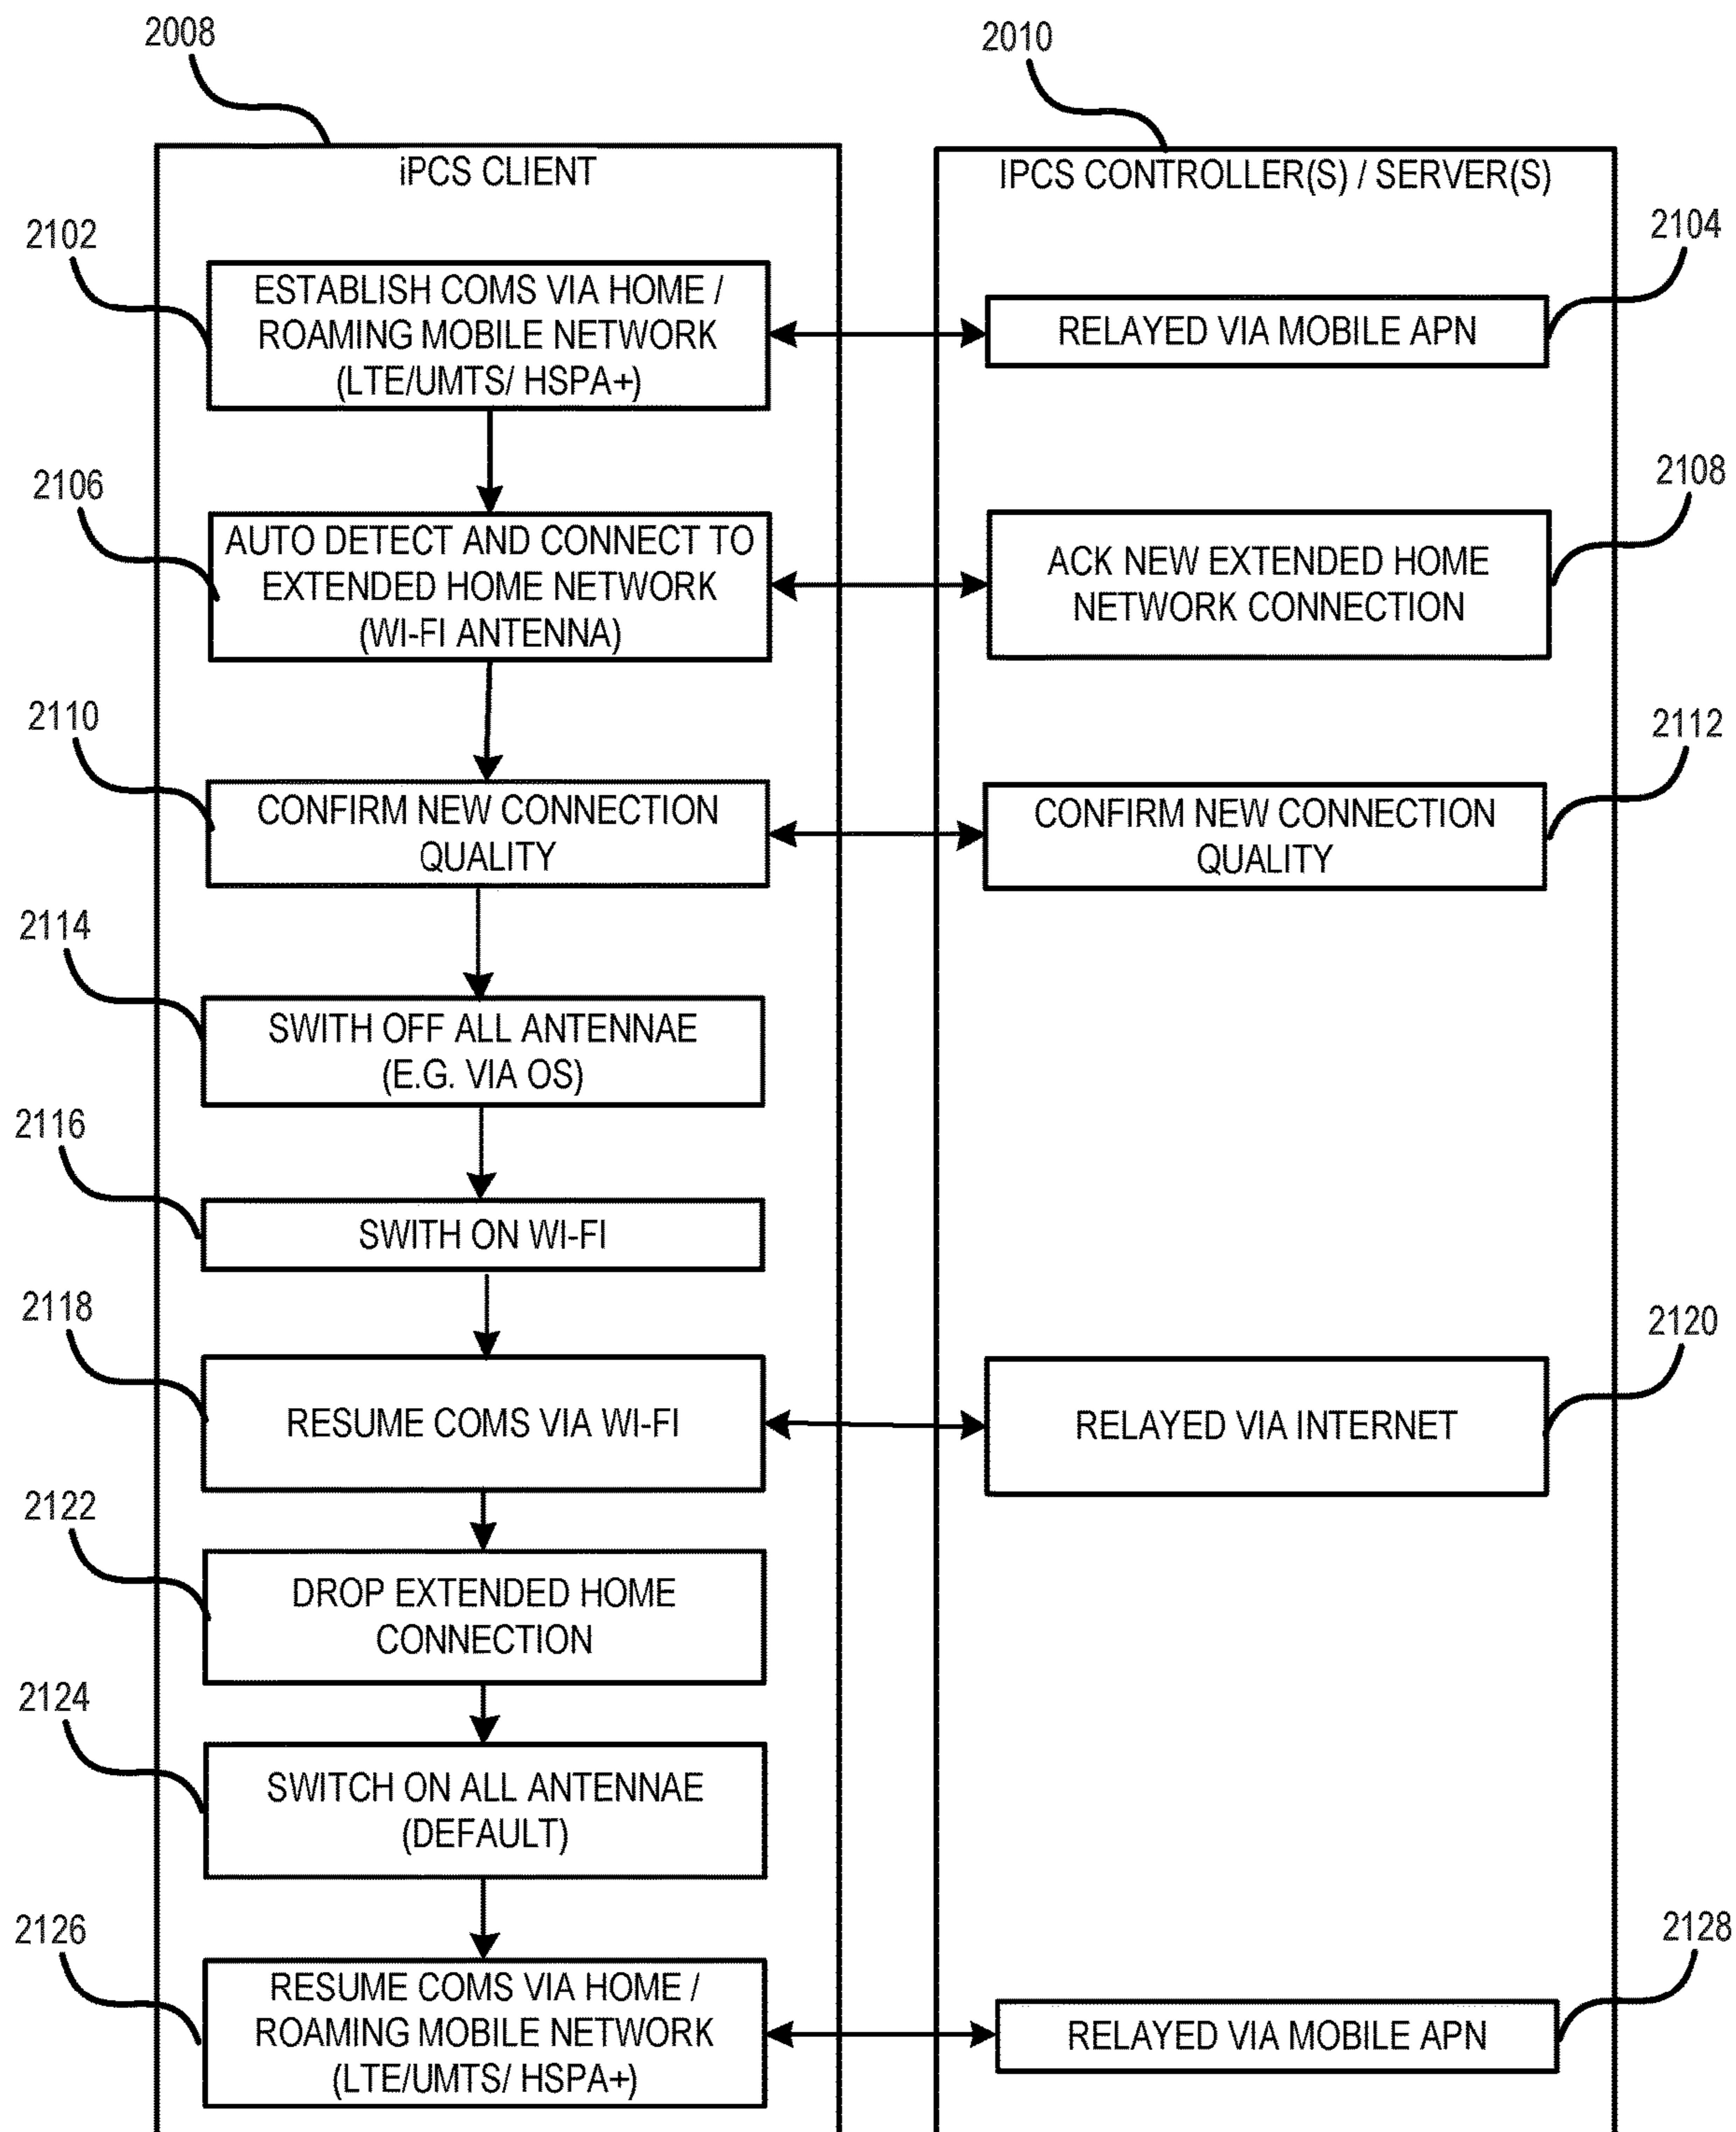 2008
2010
iPCS CLIENT
IPCS CONTROLLER(S) / SERVER(S)
2102
2104
ESTABLISH COMS VIA HOME /
ROAMING MOBILE NETWORK
(LTE/UMTS/ HSPA+)
RELAYED VIA MOBILE APN
2106
2108
AUTO DETECT AND CONNECT TO
EXTENDED HOME NETWORK
(WI-FI ANTENNA)
ACK NEW EXTENDED HOME
NETWORK CONNECTION
2110
2112
CONFIRM NEW CONNECTION
QUALITY
CONFIRM NEW CONNECTION
QUALITY
2114
SWITH OFF ALL ANTENNAE
(E.G. VIA OS)
2116
SWITH ON WI-FI
2118
2120
RESUME COMS VIA WI-FI
RELAYED VIA INTERNET
2122
DROP EXTENDED HOME
CONNECTION
2124
SWITCH ON ALL ANTENNAE
(DEFAULT)
2126
2128
RESUME COMS VIA HOME /
ROAMING MOBILE NETWORK
(LTE/UMTS/ HSPA+)
RELAYED VIA MOBILE APN